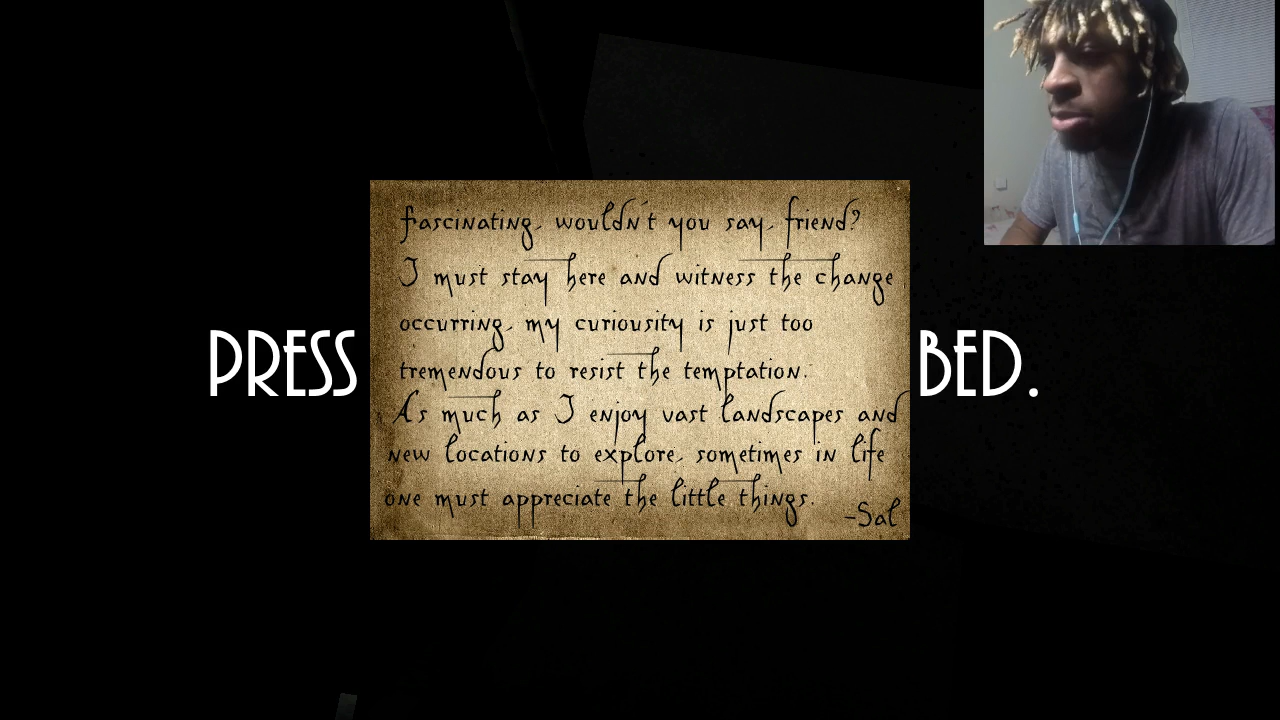 fascinating, wouldn't you say, friend?
I must stay here and witness the change
PRESS
occurring, my curiousity is just too
BED.
tremendous to resist the temptation.
As much as I enjoy vast landscapes and
new locations to explore, sometimes in life
one must appreciate the little things.
-Sal